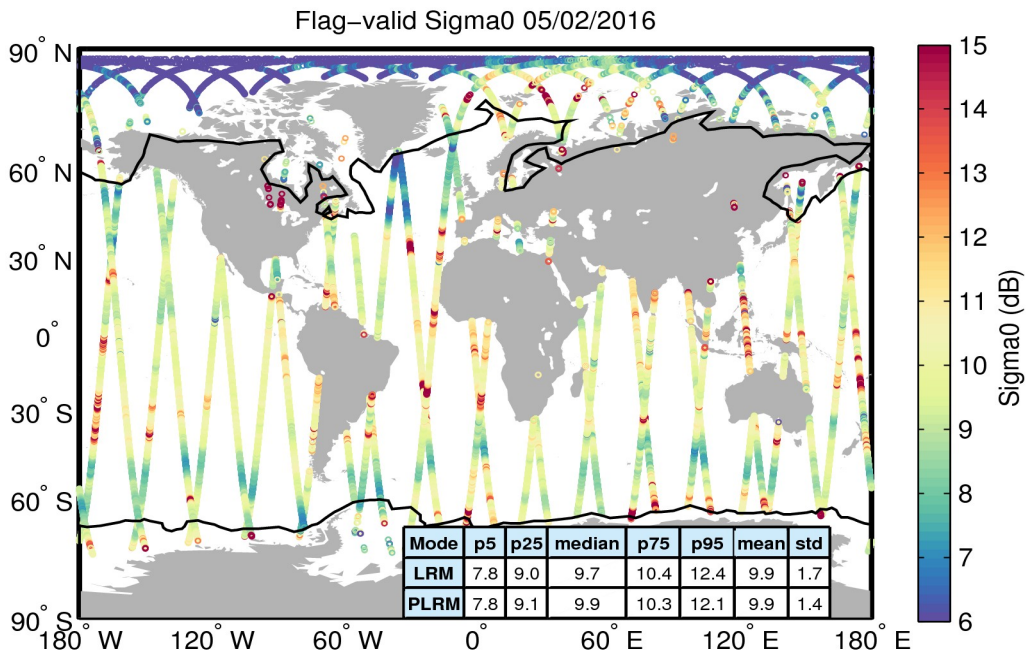 Flag−valid Sigma0 05/02/2016
90° N
60° N
30° N
0°
30° S
60° S
90° S
180° W
120° W
60° W
0°
60° E
120° E
180° E
15
14
13
12
11
10
9
8
7
6
Sigma0 (dB)
Mode p5 p25 median p75 p95 mean std
LRM 7.8 9.0 9.7 10.4 12.4 9.9 1.7
PLRM 7.8 9.1 9.9 10.3 12.1 9.9 1.4